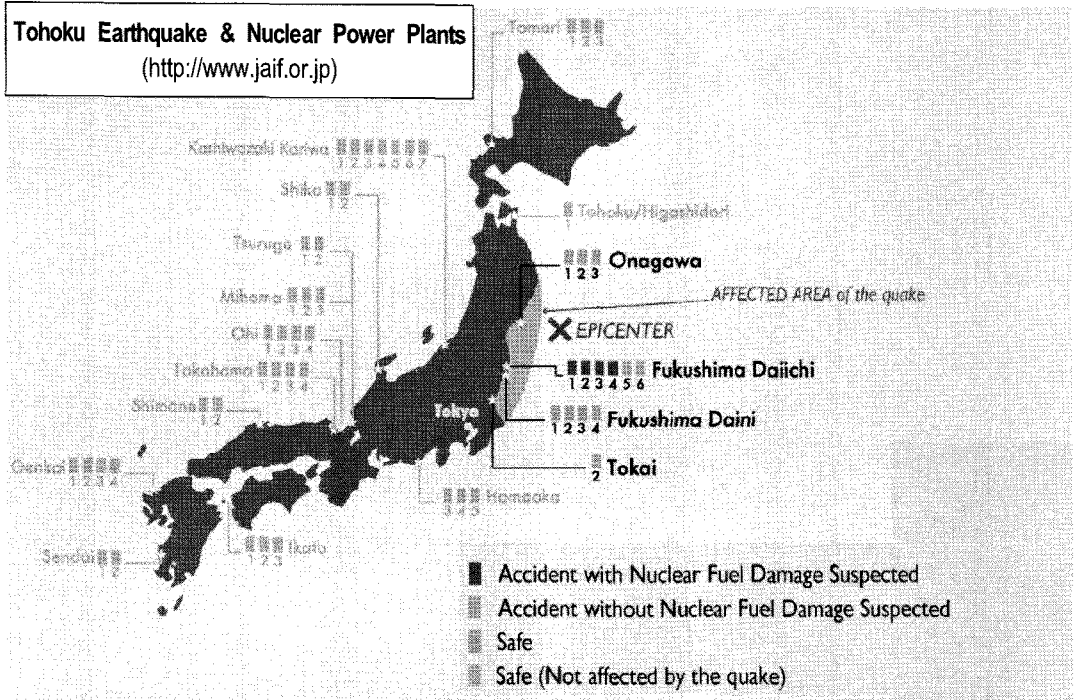 Tohoku Earthquake & Nuclear Power Plants
(http://www.jaif.or.jp)
Tomari
1 2 3
Kashiwazaki Kariwa
1 2 3 4 5 6 7
Shika
1 2
Tohoku/Higashidori
Tsuruga
1 2
Onagawa
1 2 3
Mihama
1 2 3
AFFECTED AREA of the quake
Ohi
1 2 3 4
EPICENTER
Takahama
1 2 3 4
Fukushima Daiichi
1 2 3 4 5 6
Shimane
1 2
Tokyo
Fukushima Daini
1 2 3 4
Genkai
1 2 3 4
Tokai
2
Hamaoka
3 4 5
Sendai
1 2
Ikata
1 2 3
Accident with Nuclear Fuel Damage Suspected
Accident without Nuclear Fuel Damage Suspected
Safe
Safe (Not affected by the quake)